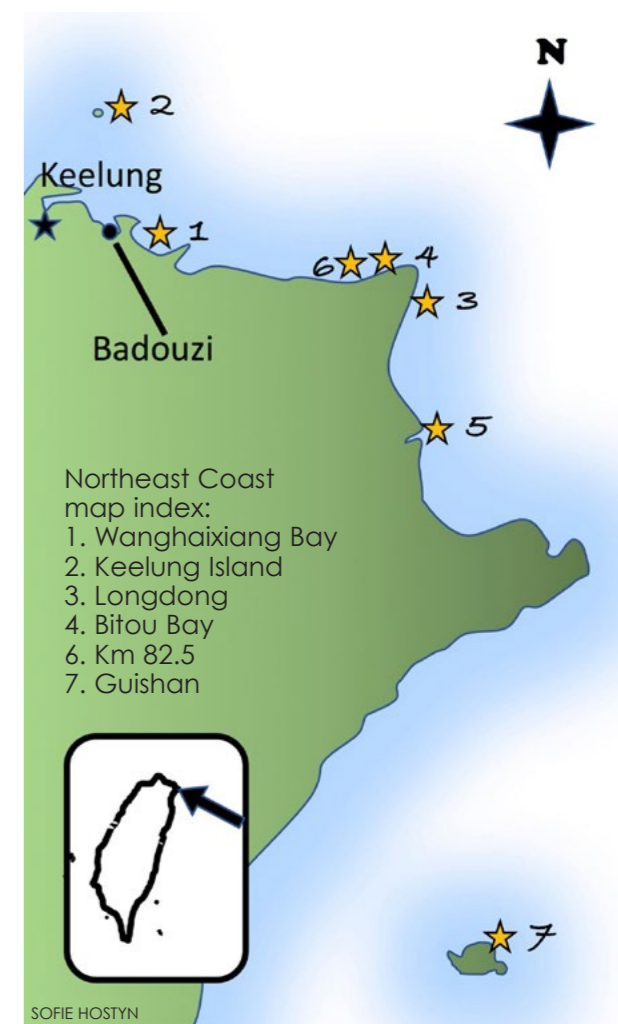 N
2
Keelung
1
6
4
3
Badouzi
5
Northeast Coast
map index:
1. Wanghaixiang Bay
2. Keelung Island
3. Longdong
4. Bitou Bay
6. Km 82.5
7. Guishan
7
SOFIE HOSTYN